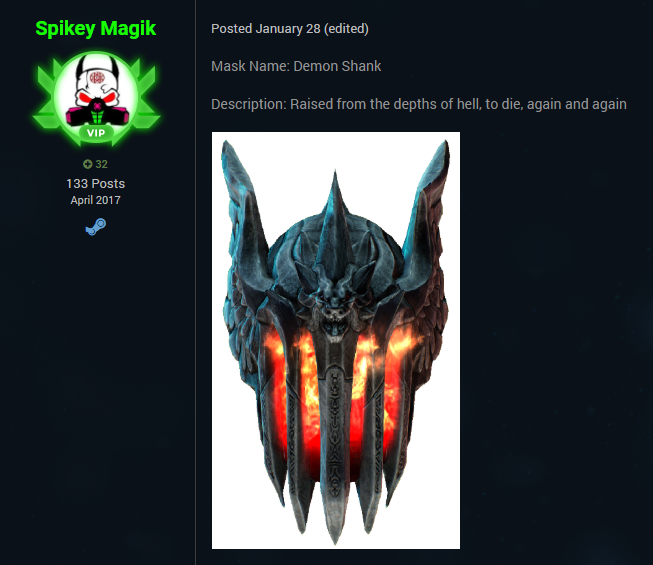 Spikey Magik
VIP
32
133 Posts
April 2017
Posted January 28 (edited)
Mask Name: Demon Shank
Description: Raised from the depths of hell, to die, again and again